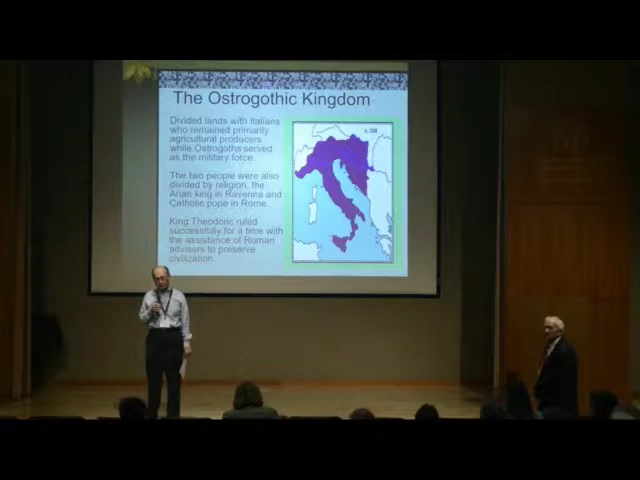 The Ostrogothic Kingdom
Divided lands with Italians
who remained primarily
agricultural producers
while Ostrogoths served
as the military force.
The two people were also
divided by religion, the
Arian king in Ravenna and
Catholic pope in Rome.
King Theodoric ruled
successfully for a time with
the assistance of Roman
advisers to preserve
civilization.